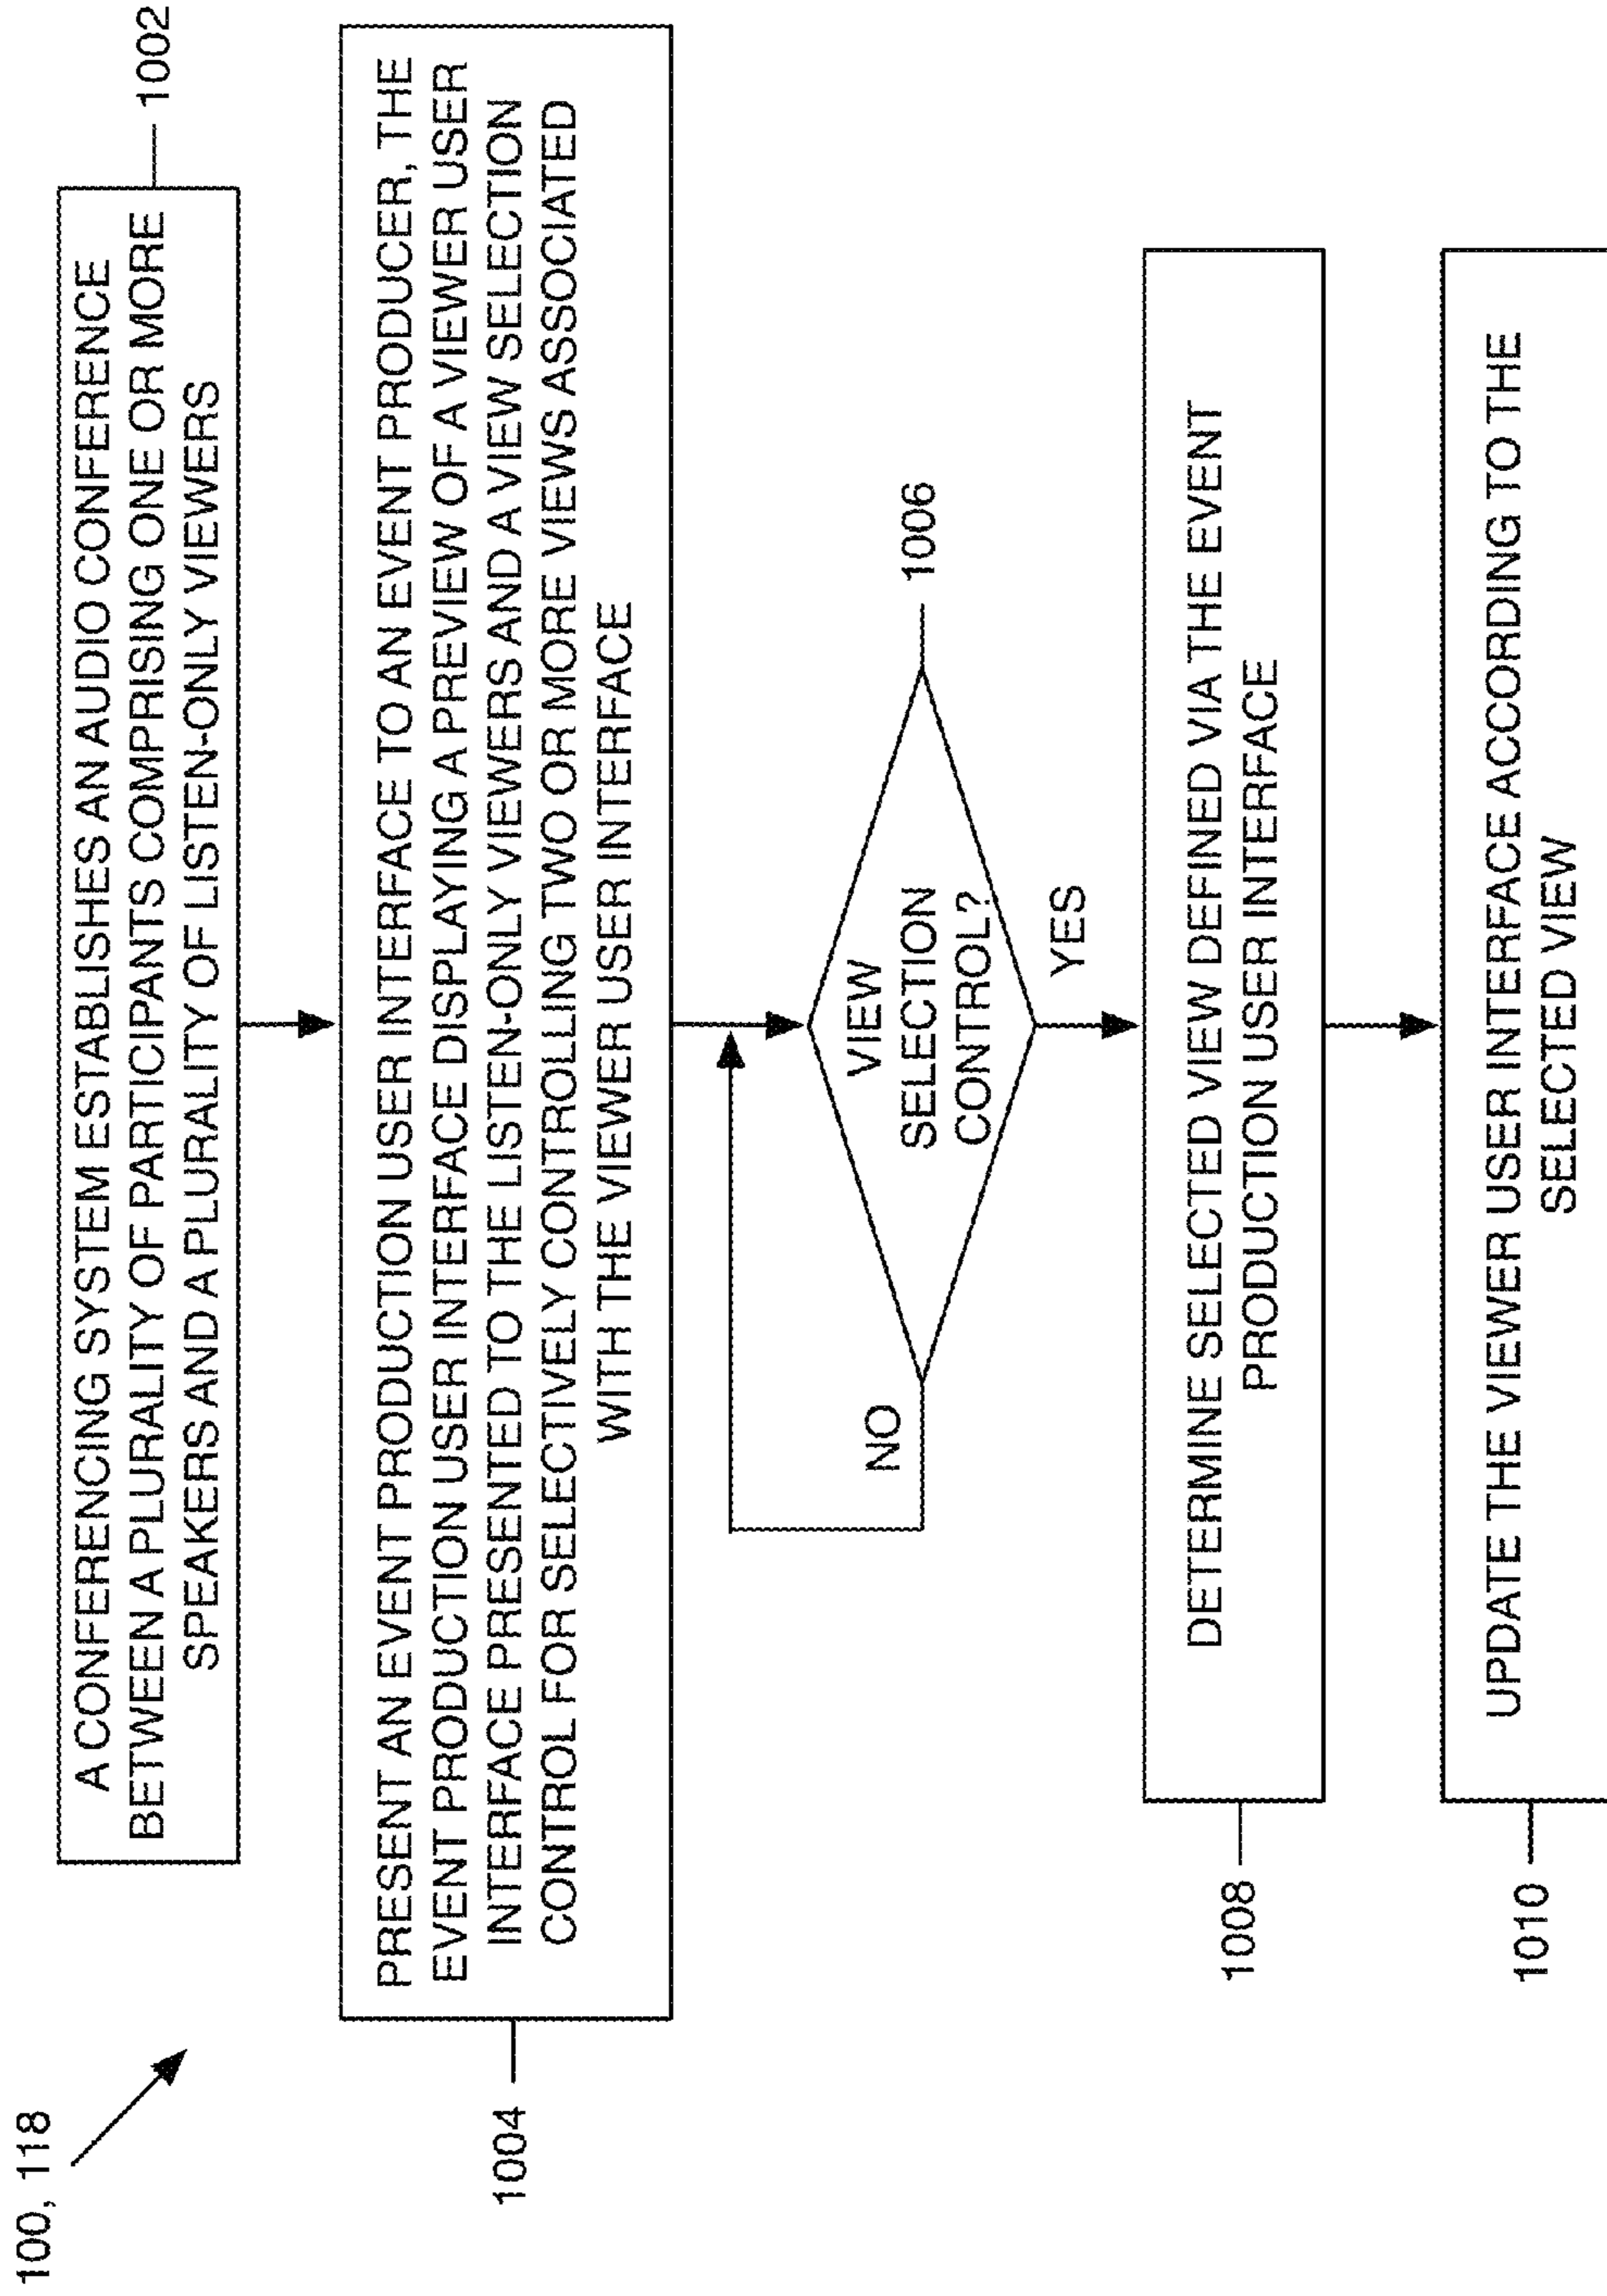 100, 118
A CONFERENCING SYSTEM ESTABLISHES AN AUDIO CONFERENCE
BETWEEN A PLURALITY OF PARTICIPANTS COMPRISING ONE OR MORE
SPEAKERS AND A PLURALITY OF LISTEN-ONLY VIEWERS
1002
PRESENT AN EVENT PRODUCTION USER INTERFACE TO AN EVENT PRODUCER, THE
EVENT PRODUCTION USER INTERFACE DISPLAYING A PREVIEW OF A VIEWER USER
INTERFACE PRESENTED TO THE LISTEN-ONLY VIEWERS AND A VIEW SELECTION
CONTROL FOR SELECTIVELY CONTROLLING TWO OR MORE VIEWS ASSOCIATED
WITH THE VIEWER USER INTERFACE
1004
VIEW
SELECTION
CONTROL?
1006
NO
YES
DETERMINE SELECTED VIEW DEFINED VIA THE EVENT
PRODUCTION USER INTERFACE
1008
UPDATE THE VIEWER USER INTERFACE ACCORDING TO THE
SELECTED VIEW
1010